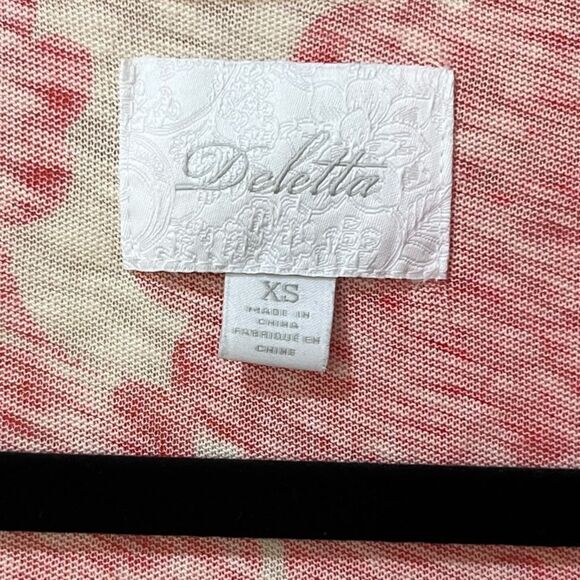 Deletta
XS
MADE IN
CHINA
FABRIQUÉ EN
CHINE